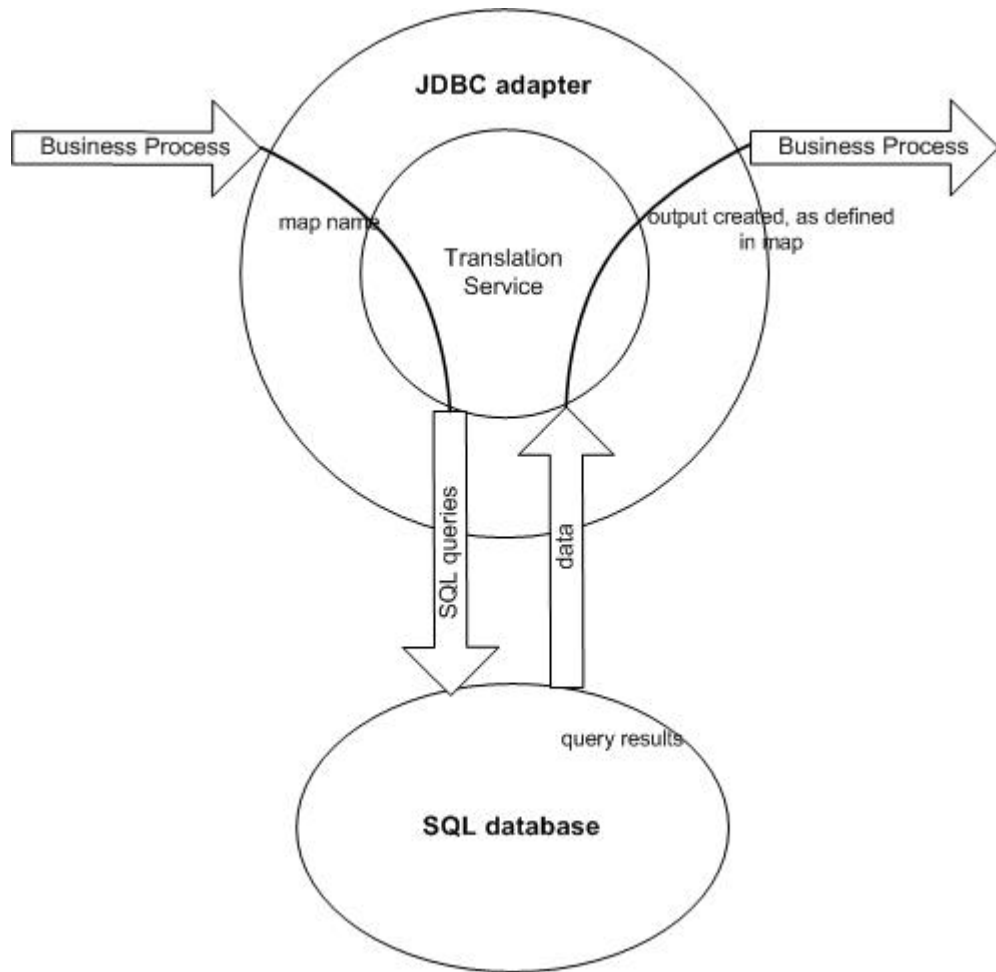 JDBC adapter
Business Process
Business Process
map name
output created, as defined
in map
Translation
Service
SQL queries
data
query results
SQL database